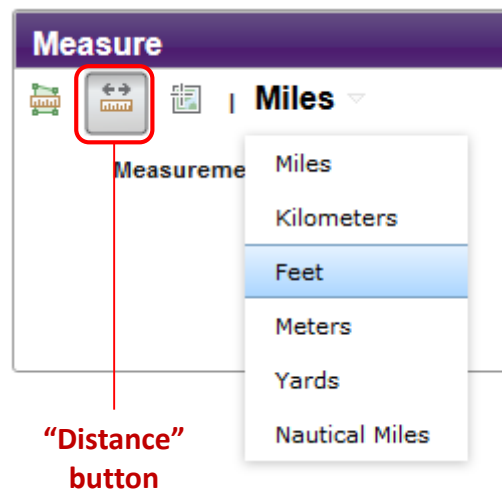 Measure
| Miles
Measureme
Miles
Kilometers
Feet
Meters
Yards
Nautical Miles
“Distance”
button